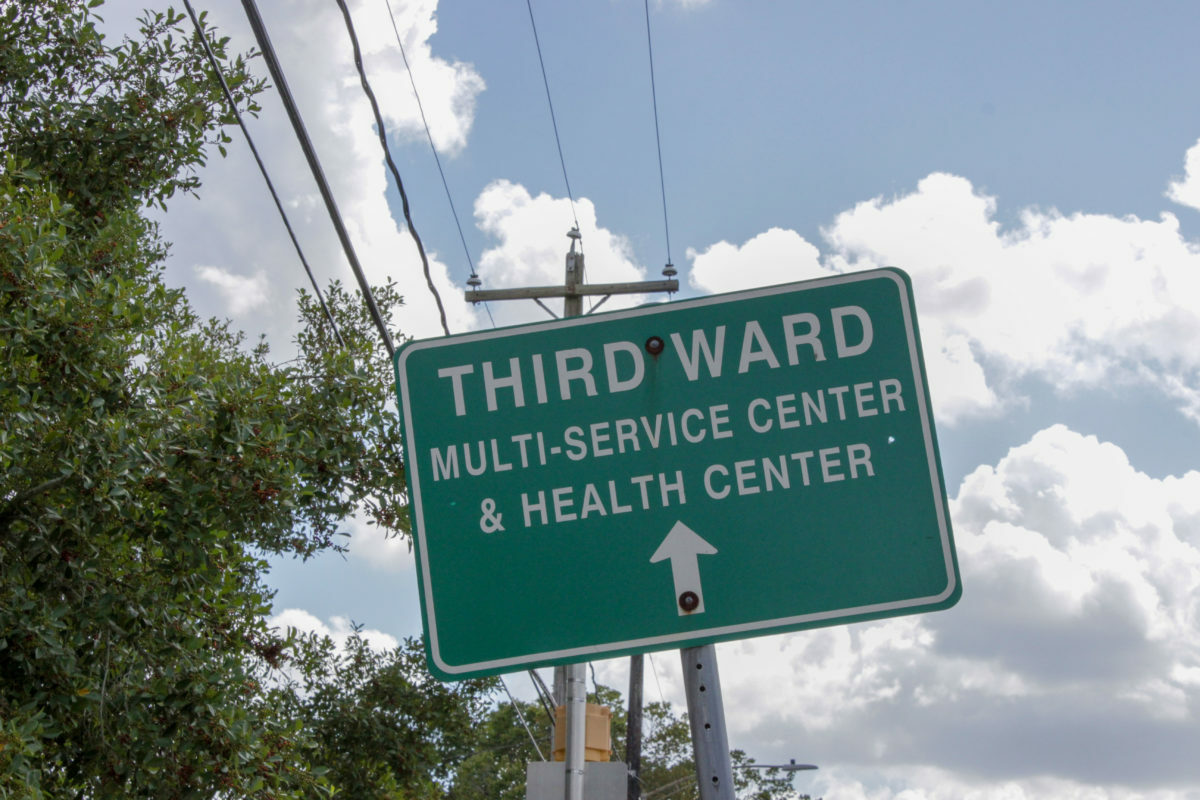 THIRD WARD
MULTI-SERVICE CENTER
& HEALTH CENTER